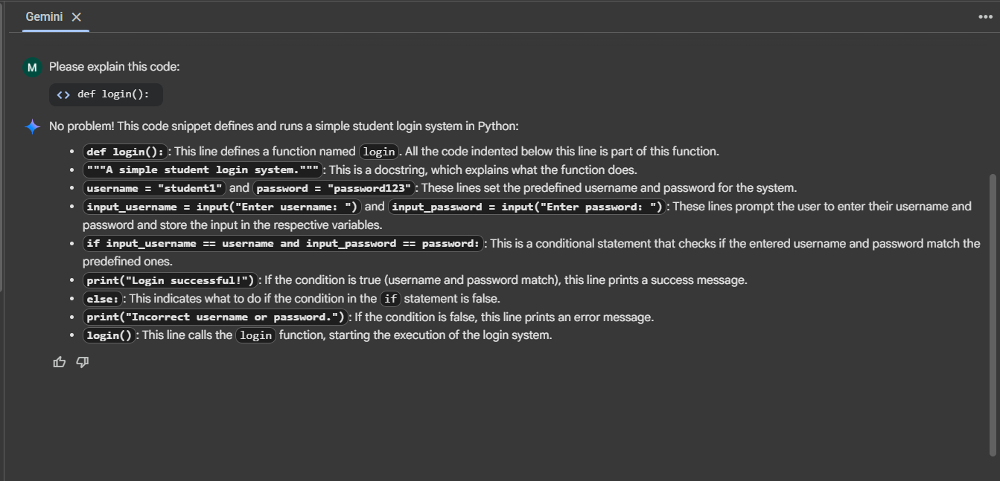 Gemini
M Please explain this code:
<> def login():
No problem! This code snippet defines and runs a simple student login system in Python:
• def login(): : This line defines a function named login . All the code indented below this line is part of this function.
• """A simple student login system.""" : This is a docstring, which explains what the function does.
• username = "student1" and password = "password123" : These lines set the predefined username and password for the system.
• input_username = input("Enter username: ") and input_password = input("Enter password: ") : These lines prompt the user to enter their username and
password and store the input in the respective variables.
• if input_username == username and input_password == password: : This is a conditional statement that checks if the entered username and password match the
predefined ones.
• print("Login successful!") : If the condition is true (username and password match), this line prints a success message.
• else: : This indicates what to do if the condition in the if statement is false.
• print("Incorrect username or password.") : If the condition is false, this line prints an error message.
• login() : This line calls the login function, starting the execution of the login system.